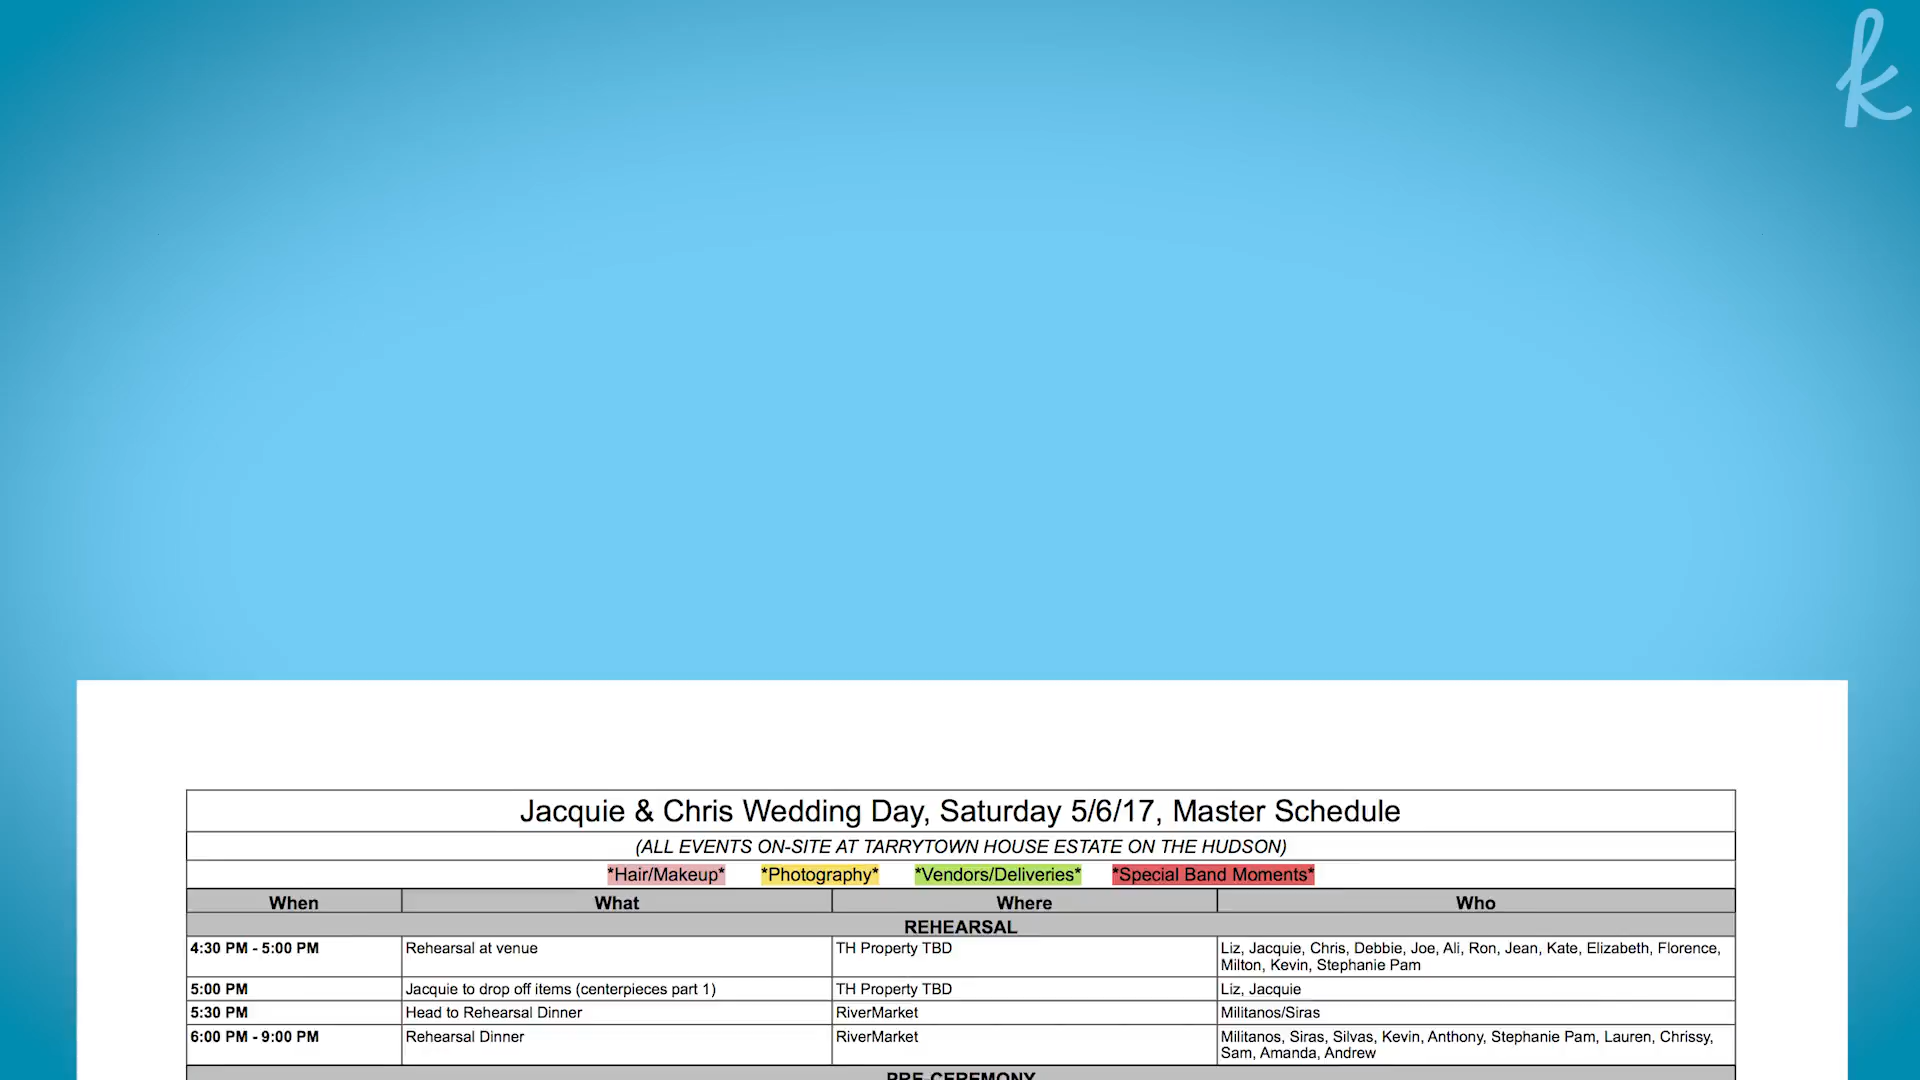 k
Jacquie & Chris Wedding Day, Saturday 5/6/17, Master Schedule
(ALL EVENTS ON-SITE AT TARRYTOWN HOUSE ESTATE ON THE HUDSON)
*Hair/Makeup* *Photography* *Vendors/Deliveries* *Special Band Moments*
When What Where Who
REHEARSAL
4:30 PM - 5:00 PM Rehearsal at venue TH Property TBD Liz, Jacquie, Chris, Debbie, Joe, Ali, Ron, Jean, Kate, Elizabeth, Florence,
Milton, Kevin, Stephanie Pam
5:00 PM Jacquie to drop off items (centerpieces part 1) TH Property TBD Liz, Jacquie
5:30 PM Head to Rehearsal Dinner RiverMarket Militanos/Siras
6:00 PM - 9:00 PM Rehearsal Dinner RiverMarket Militanos, Siras, Silvas, Kevin, Anthony, Stephanie Pam, Lauren, Chrissy,
Sam, Amanda, Andrew
PRE-CEREMONY